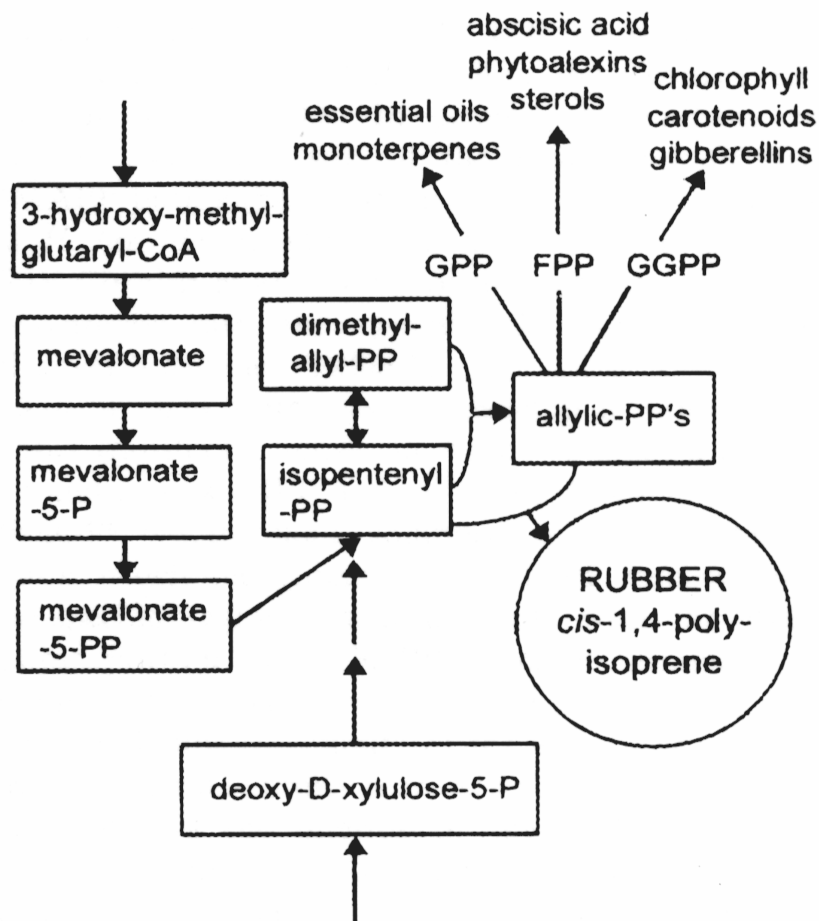 abscisic acid
phytoalexins
sterols
essential oils
monoterpenes
chlorophyll
carotenoids
gibberellins
GPP
FPP
GGPP
3-hydroxy-methyl-
glutaryl-CoA
mevalonate
mevalonate
-5-P
mevalonate
-5-PP
dimethyl-
allyl-PP
isopentenyl
-PP
allylic-PP's
RUBBER
cis-1,4-poly-
isoprene
deoxy-D-xylulose-5-P